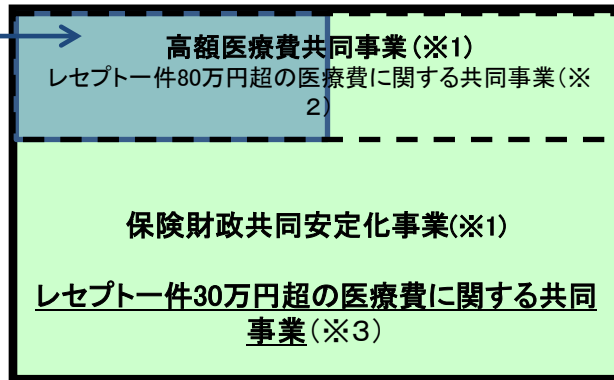 高額医療費共同事業(※1)
レセプト一件80万円超の医療費に関する共同事業(※
2)
保険財政共同安定化事業(※1)
レセプト一件30万円超の医療費に関する共同
事業(※3)